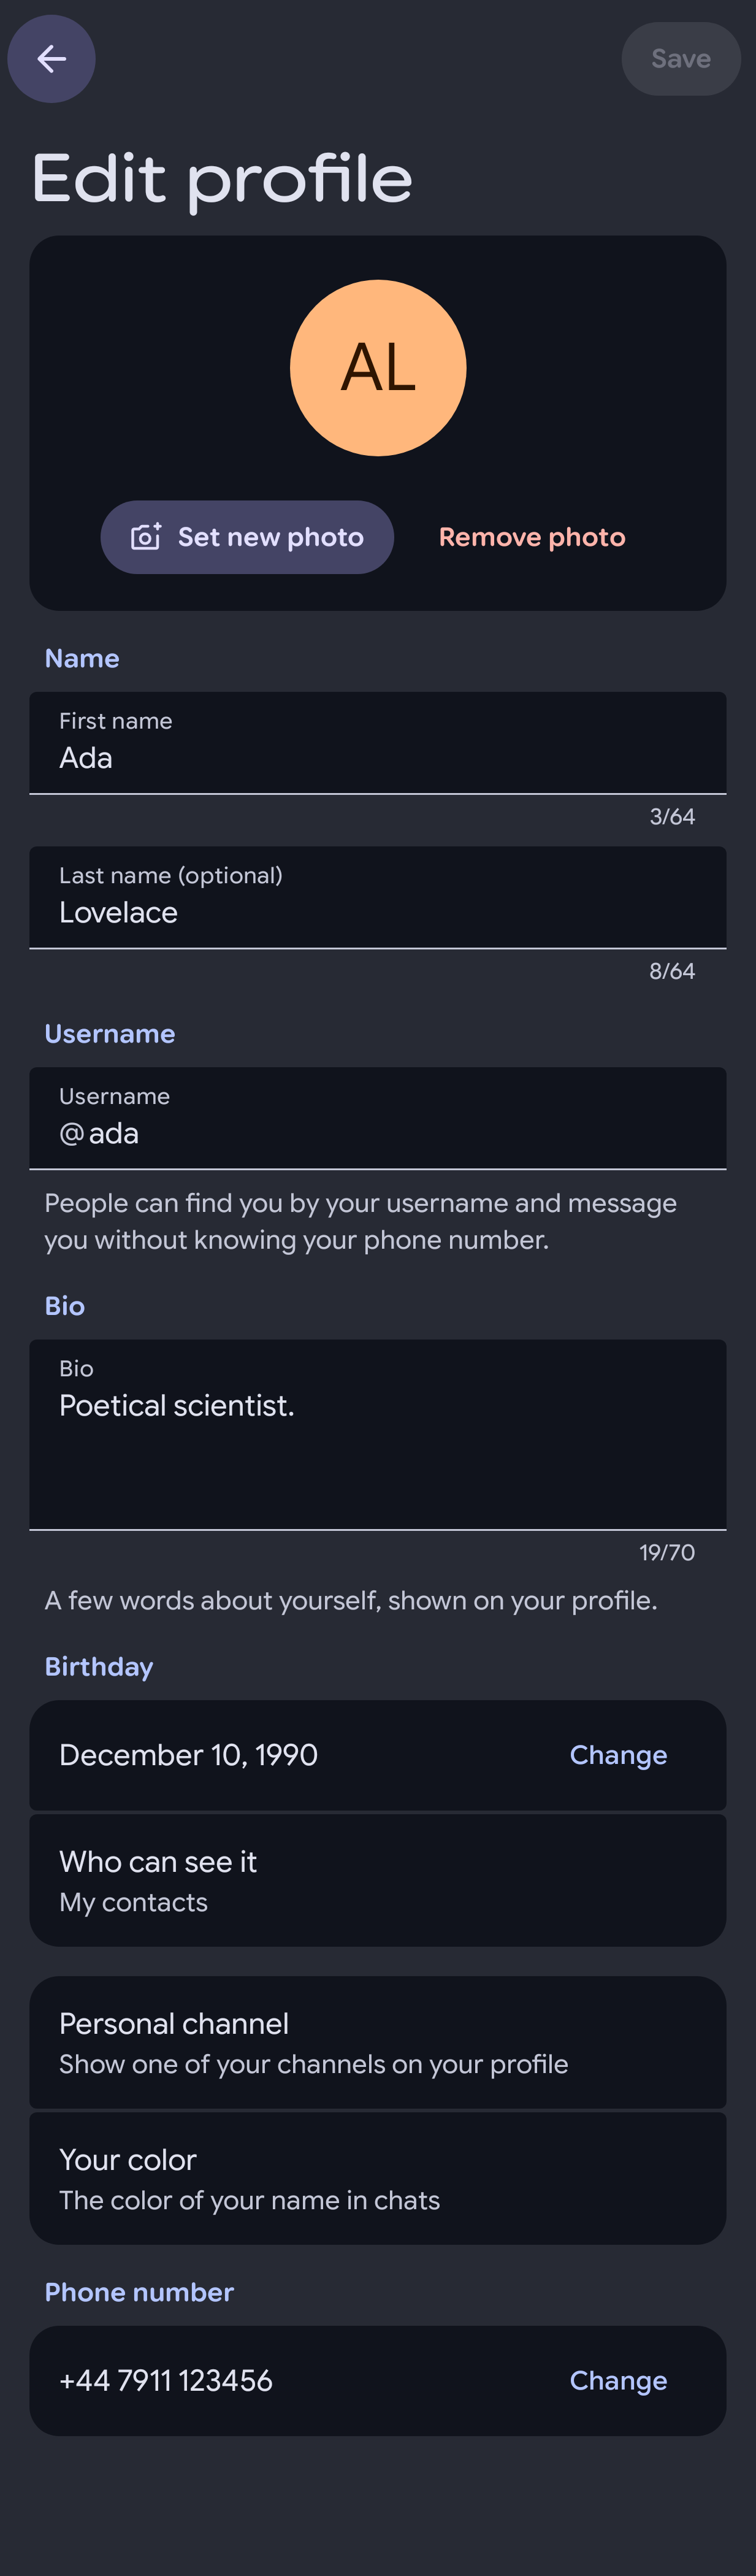 Save
Edit profile
AL
Set new photo
Remove photo
Name
First name
Ada
3/64
Last name (optional)
Lovelace
8/64
Username
Username
@ada
People can find you by your username and message
you without knowing your phone number.
Bio
Bio
Poetical scientist.
19/70
A few words about yourself, shown on your profile.
Birthday
December 10, 1990
Change
Who can see it
My contacts
Personal channel
Show one of your channels on your profile
Your color
The color of your name in chats
Phone number
+44 7911 123456
Change